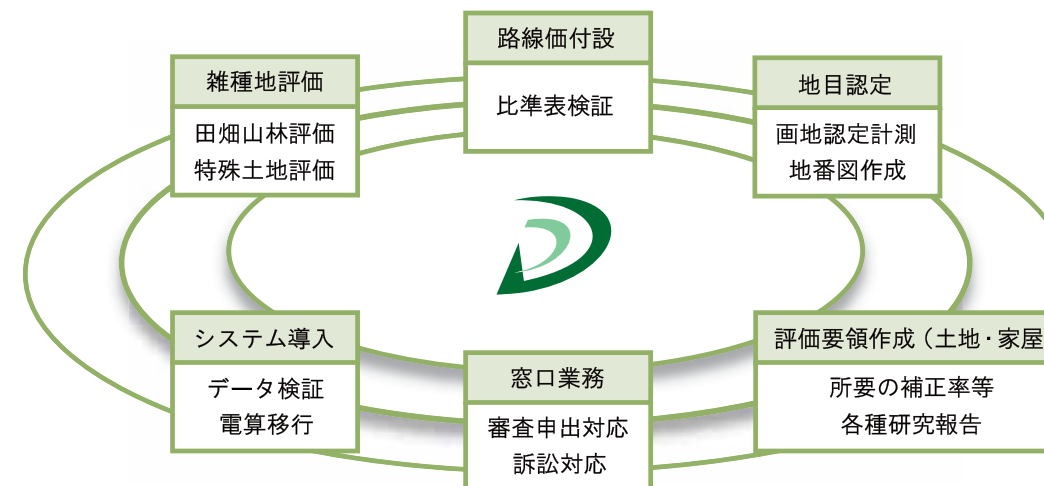 路線価付設
比準表検証
雑種地評価
田畑山林評価
特殊土地評価
地目認定
画地認定計測
地番図作成
システム導入
データ検証
電算移行
窓口業務
審査申出対応
訴訟対応
評価要領作成（土地・家屋
所要の補正率等
各種研究報告